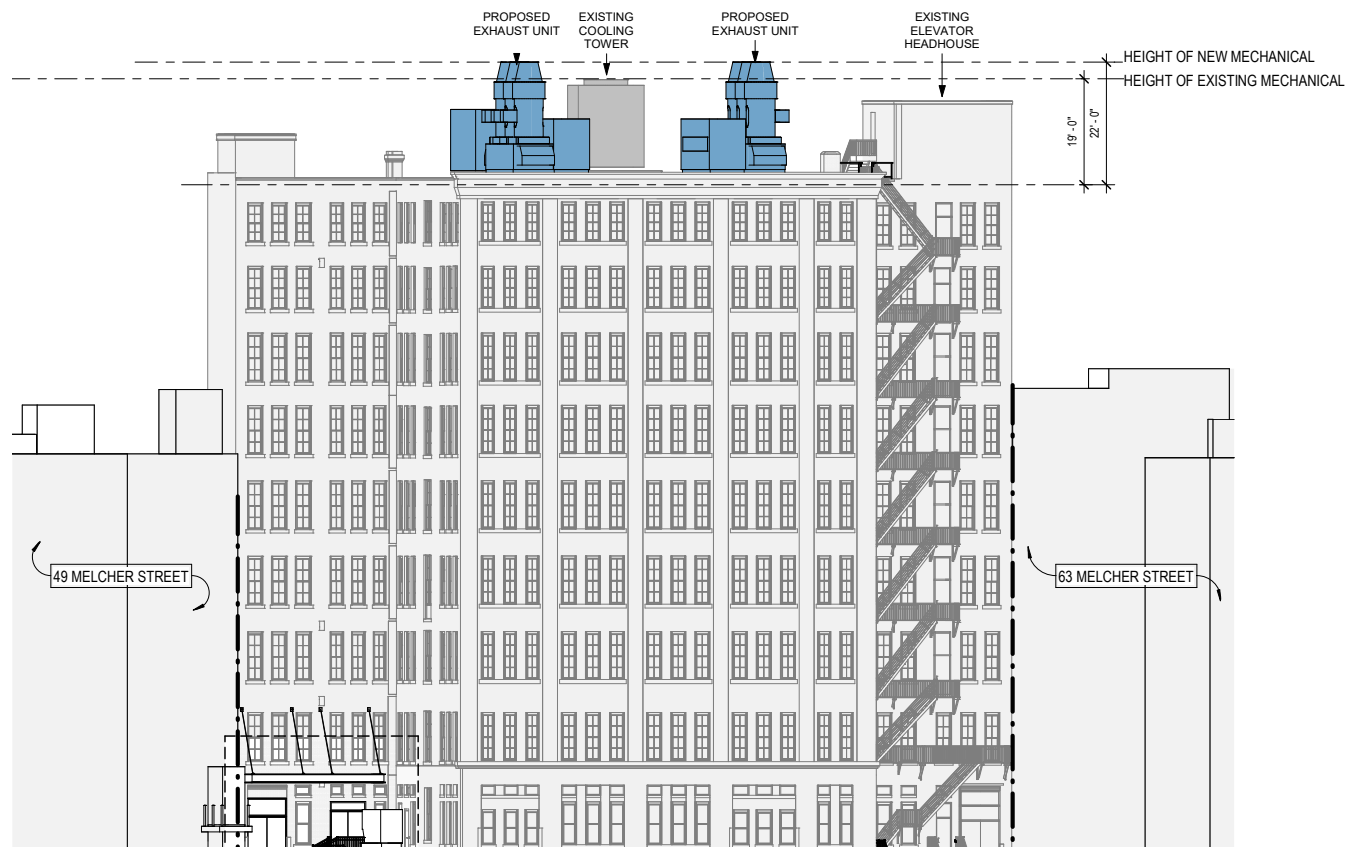 PROPOSED
EXHAUST UNIT
EXISTING
COOLING
TOWER
PROPOSED
EXHAUST UNIT
EXISTING
ELEVATOR
HEADHOUSE
HEIGHT OF NEW MECHANICAL
HEIGHT OF EXISTING MECHANICAL
19' - 0"
22' - 0"
49 MELCHER STREET
63 MELCHER STREET